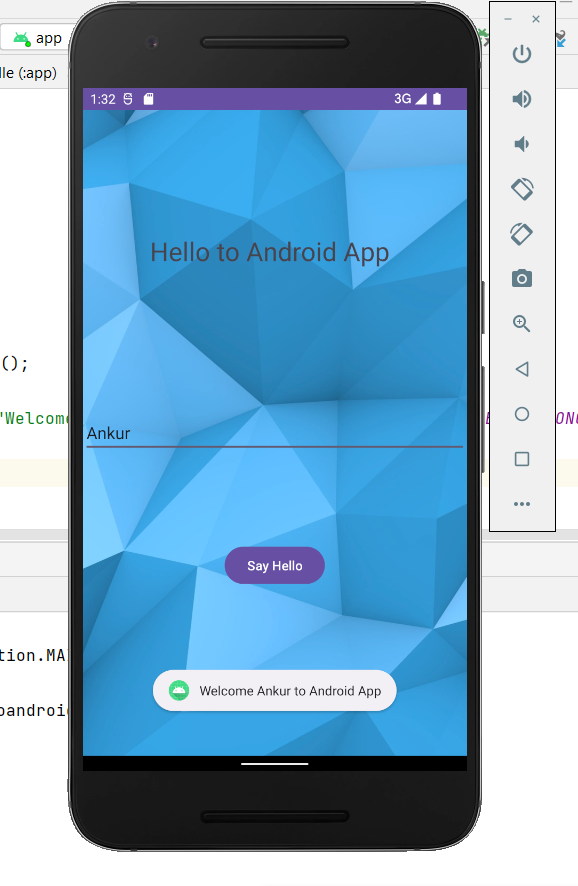 app
lle (:app)
1:32
3G
Hello to Android App
();
"Welcome
ONG
Ankur
Say Hello
Welcome Ankur to Android App
tion.MA
oandroid